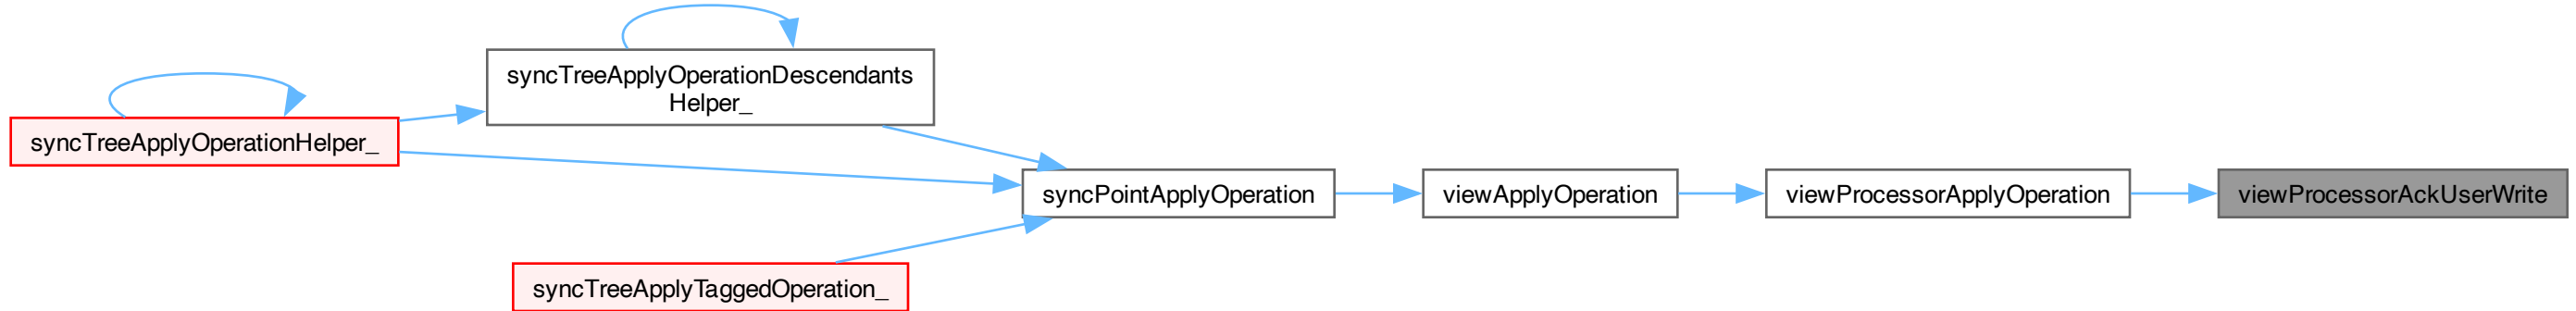 syncTreeApplyOperationDescendants
Helper_
syncTreeApplyOperationHelper_
syncPointApplyOperation
viewApplyOperation
viewProcessorApplyOperation
viewProcessorAckUserWrite
syncTreeApplyTaggedOperation_